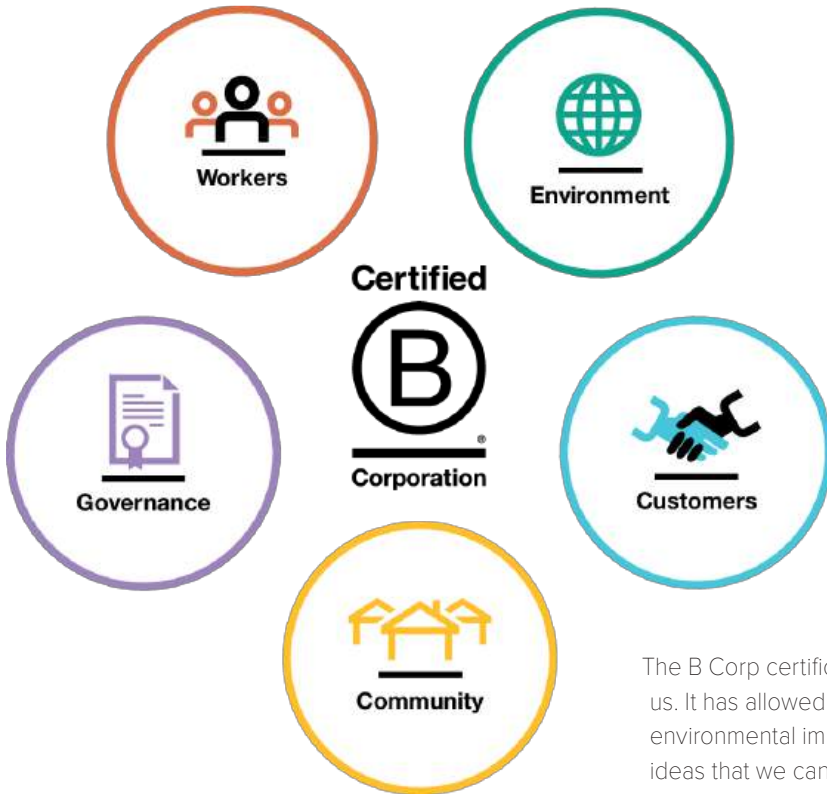 Workers
Environment
Certified
B
®
Corporation
Governance
Customers
Community
The B Corp certific
us. It has allowed
environmental im
ideas that we can